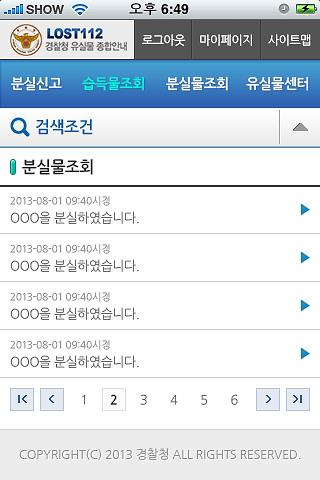 SHOW 오후 6:49
LOST112
경찰청 유실물 종합안내
로그아웃 마이페이지 사이트맵
분실신고 습득물조회 분실물조회 유실물센터
검색조건
분실물조회
2013-08-01 09:40시경
OOO을 분실하였습니다.
2013-08-01 09:40시경
OOO을 분실하였습니다.
2013-08-01 09:40시경
OOO을 분실하였습니다.
2013-08-01 09:40시경
OOO을 분실하였습니다.
1 2 3 4 5 6
COPYRIGHT(C) 2013 경찰청 ALL RIGHTS RESERVED.